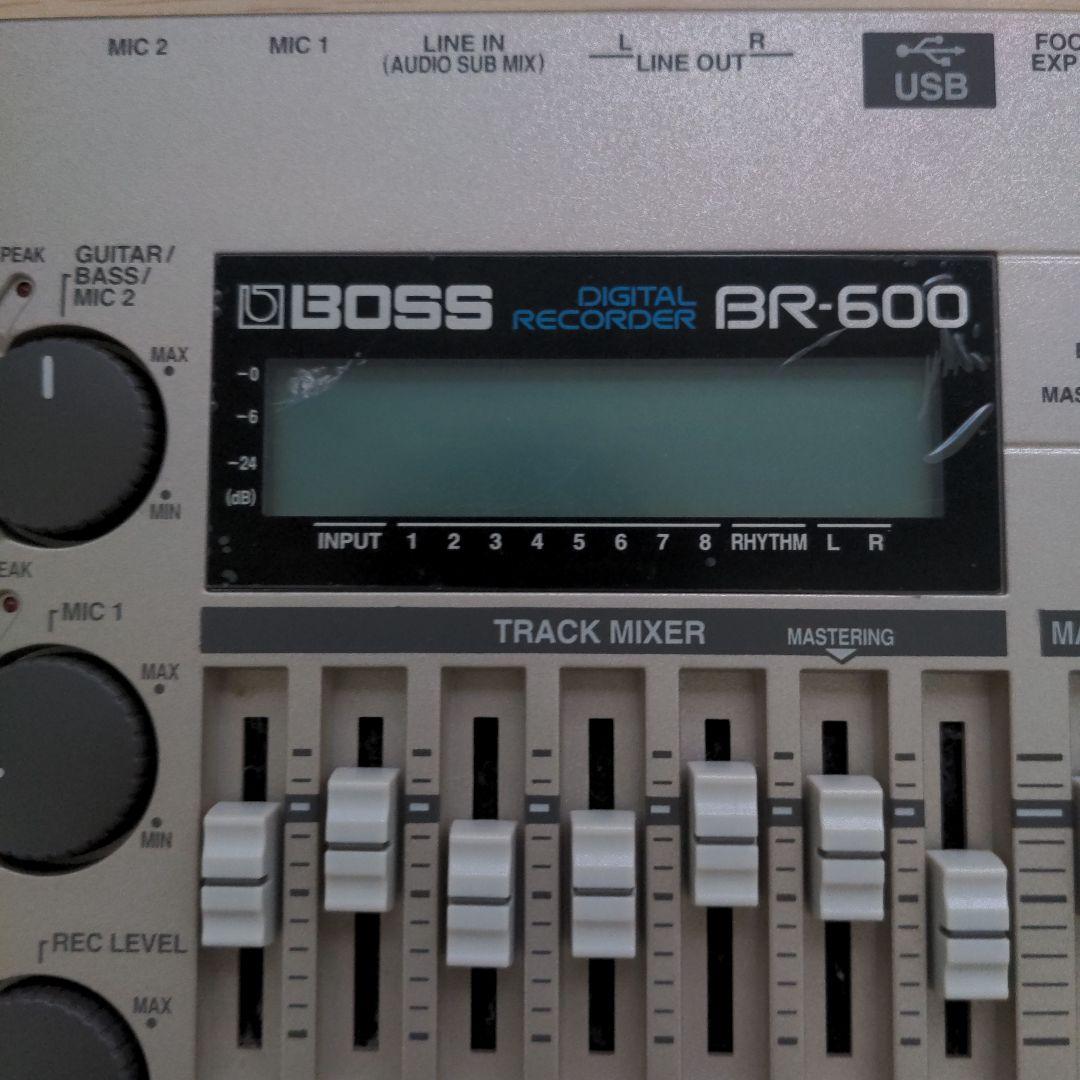 MIC 2
MIC 1
LINE IN
(AUDIO SUB MIX)
L R
LINE OUT
USB
EXP
PEAK
GUITAR/
BASS/
MIC 2
MAX
MIN
BOSS
DIGITAL
RECORDER
BR-600
-0
-6
-24
(dB)
INPUT 1 2 3 4 5 6 7 8 RHYTHM L R
MIC 1
MAX
MIN
TRACK MIXER
MASTERING
REC LEVEL
MAX